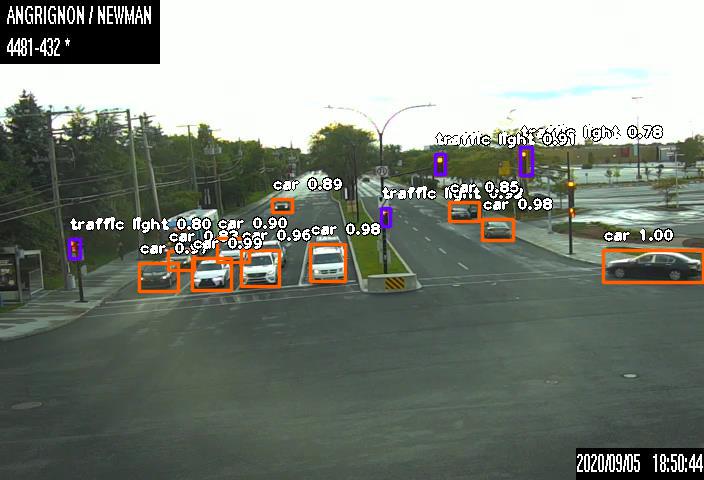 ANGRIGNON / NEWMAN
4481-432 *
traffic light 0.78
traffic light 0.91
car 0.89
car 0.85
traffic light
car 0.98
traffic light 0.80
car 0.90
car 0.98
car 0.96
car 0.99
car 1.00
2020/09/05 18:50:44